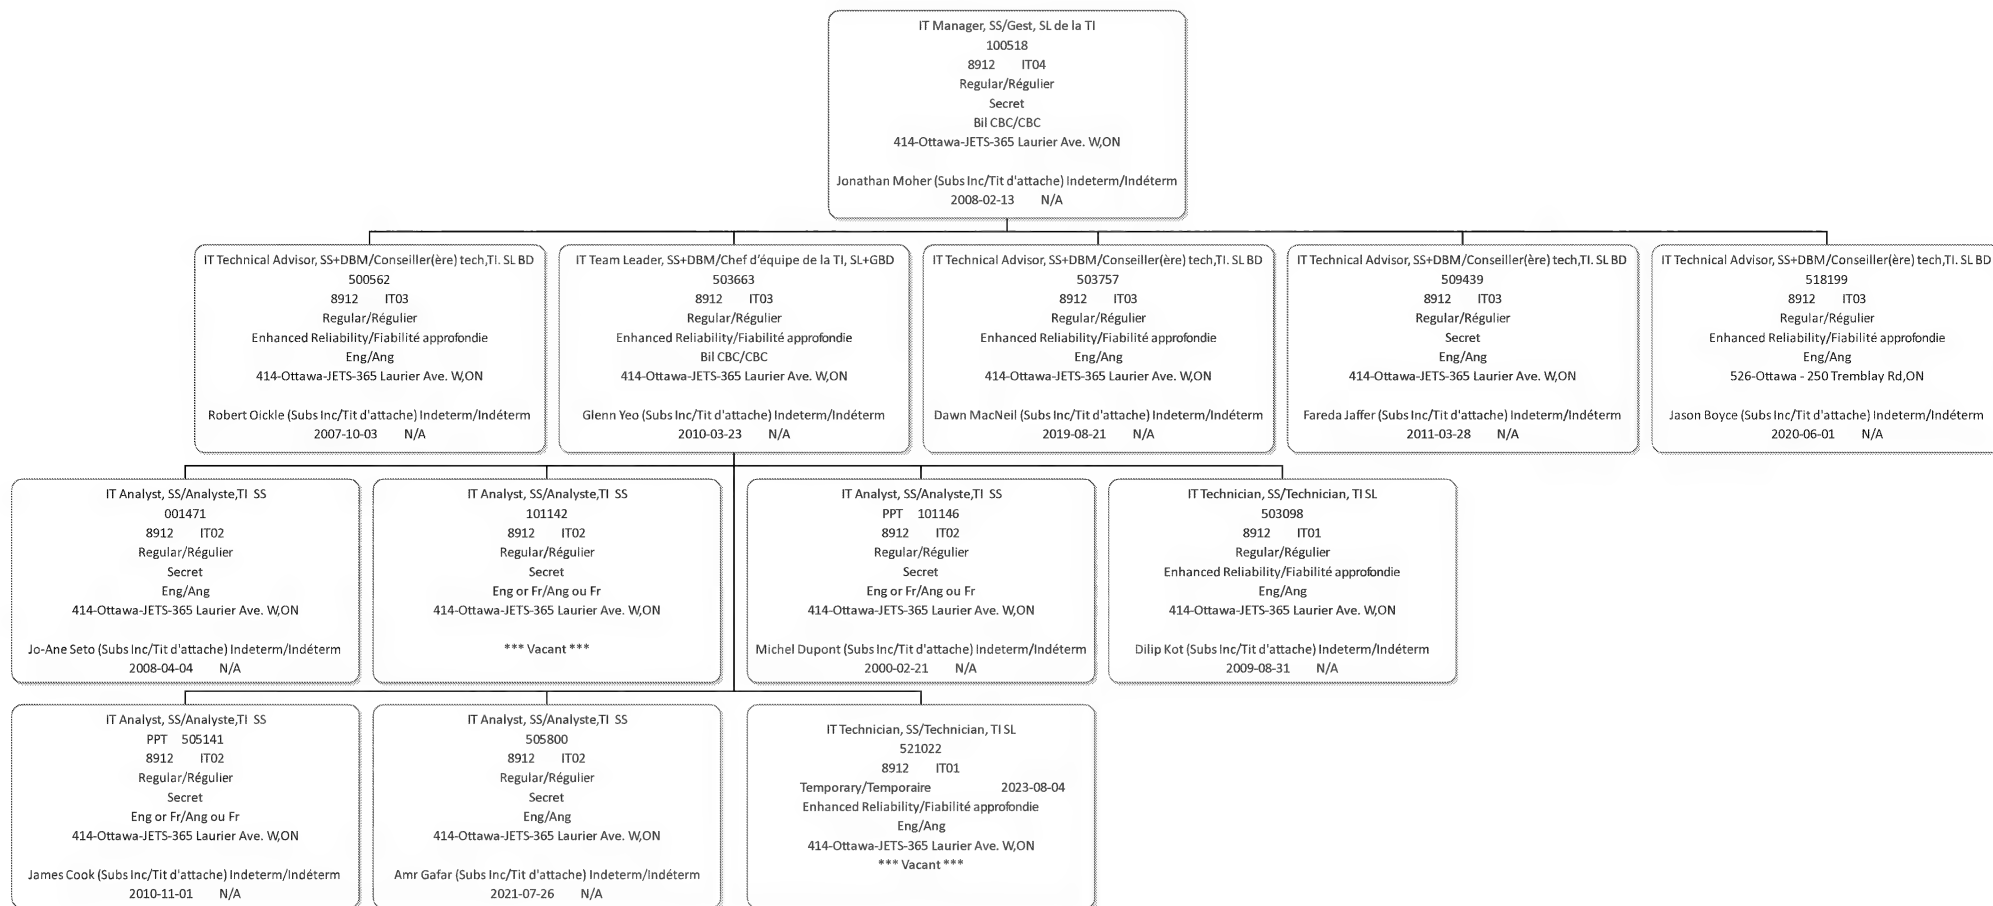 IT Manager, SS/Gest, SL de la TI
100518
8912 IT04
Regular/Régulier
Secret
Bil CBC/CBC
414-Ottawa-JETS-365 Laurier Ave. W,ON
Jonathan Moher (Subs Inc/Tit d'attache) Indeterm/Indéterm
2008-02-13 N/A
IT Technical Advisor, SS+DBM/Conseiller(ère) tech,TI. SL BD
500562
8912 IT03
Regular/Régulier
Enhanced Reliability/Fiabilité approfondie
Eng/Ang
414-Ottawa-JETS-365 Laurier Ave. W,ON
Robert Oickle (Subs Inc/Tit d'attache) Indeterm/Indéterm
2007-10-03 N/A
IT Team Leader, SS+DBM/Chef d'équipe de la TI, SL+GBD
503663
8912 IT03
Regular/Régulier
Enhanced Reliability/Fiabilité approfondie
Bil CBC/CBC
414-Ottawa-JETS-365 Laurier Ave. W,ON
Glenn Yeo (Subs Inc/Tit d'attache) Indeterm/Indéterm
2010-03-23 N/A
IT Technical Advisor, SS+DBM/Conseiller(ère) tech,TI. SL BD
503757
8912 IT03
Regular/Régulier
Enhanced Reliability/Fiabilité approfondie
Eng/Ang
414-Ottawa-JETS-365 Laurier Ave. W,ON
Dawn MacNeil (Subs Inc/Tit d'attache) Indeterm/Indéterm
2019-08-21 N/A
IT Technical Advisor, SS+DBM/Conseiller(ère) tech,TI. SL BD
509439
8912 IT03
Regular/Régulier
Secret
Eng/Ang
414-Ottawa-JETS-365 Laurier Ave. W,ON
Fareda Jaffer (Subs Inc/Tit d'attache) Indeterm/Indéterm
2011-03-28 N/A
IT Technical Advisor, SS+DBM/Conseiller(ère) tech,TI. SL BD
518199
8912 IT03
Regular/Régulier
Enhanced Reliability/Fiabilité approfondie
Eng/Ang
526-Ottawa - 250 Tremblay Rd,ON
Jason Boyce (Subs Inc/Tit d'attache) Indeterm/Indéterm
2020-06-01 N/A
IT Analyst, SS/Analyste,TI SS
001471
8912 IT02
Regular/Régulier
Secret
Eng/Ang
414-Ottawa-JETS-365 Laurier Ave. W,ON
Jo-Ane Seto (Subs Inc/Tit d'attache) Indeterm/Indéterm
2008-04-04 N/A
IT Analyst, SS/Analyste,TI SS
101142
8912 IT02
Regular/Régulier
Secret
Eng or Fr/Ang ou Fr
414-Ottawa-JETS-365 Laurier Ave. W,ON
*** Vacant ***
IT Analyst, SS/Analyste,TI SS
PPT 101146
8912 IT02
Regular/Régulier
Secret
Eng or Fr/Ang ou Fr
414-Ottawa-JETS-365 Laurier Ave. W,ON
Michel Dupont (Subs Inc/Tit d'attache) Indeterm/Indéterm
2000-02-21 N/A
IT Technician, SS/Technician, TI SL
503098
8912 IT01
Regular/Régulier
Enhanced Reliability/Fiabilité approfondie
Eng/Ang
414-Ottawa-JETS-365 Laurier Ave. W,ON
Dilip Kot (Subs Inc/Tit d'attache) Indeterm/Indéterm
2009-08-31 N/A
IT Analyst, SS/Analyste,TI SS
PPT 505141
8912 IT02
Regular/Régulier
Secret
Eng or Fr/Ang ou Fr
414-Ottawa-JETS-365 Laurier Ave. W,ON
James Cook (Subs Inc/Tit d'attache) Indeterm/Indéterm
2010-11-01 N/A
IT Analyst, SS/Analyste,TI SS
505800
8912 IT02
Regular/Régulier
Secret
Eng/Ang
414-Ottawa-JETS-365 Laurier Ave. W,ON
Amr Gafar (Subs Inc/Tit d'attache) Indeterm/Indéterm
2021-07-26 N/A
IT Technician, SS/Technician, TI SL
521022
8912 IT01
Temporary/Temporaire 2023-08-04
Enhanced Reliability/Fiabilité approfondie
Eng/Ang
414-Ottawa-JETS-365 Laurier Ave. W,ON
*** Vacant ***